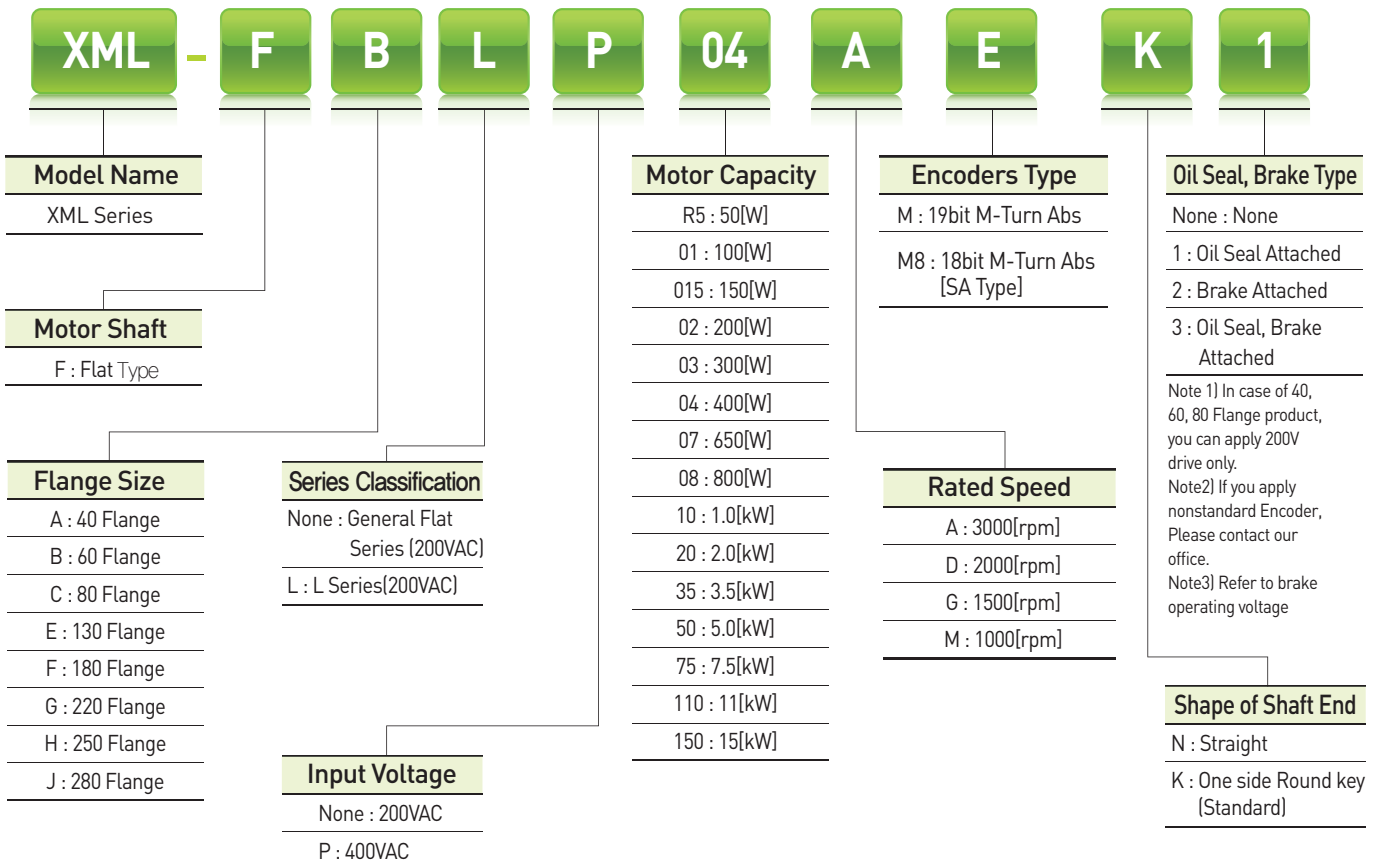 XML - F B L P 04 A E K 1
Model Name
XML Series
Motor Shaft
F : Flat Type
Flange Size
A : 40 Flange
B : 60 Flange
C : 80 Flange
E : 130 Flange
F : 180 Flange
G : 220 Flange
H : 250 Flange
J : 280 Flange
Series Classification
None : General Flat
Series (200VAC)
L : L Series(200VAC)
Input Voltage
None : 200VAC
P : 400VAC
Motor Capacity
R5 : 50[W]
01 : 100[W]
015 : 150[W]
02 : 200[W]
03 : 300[W]
04 : 400[W]
07 : 650[W]
08 : 800[W]
10 : 1.0[kW]
20 : 2.0[kW]
35 : 3.5[kW]
50 : 5.0[kW]
75 : 7.5[kW]
110 : 11[kW]
150 : 15[kW]
Encoders Type
M : 19bit M-Turn Abs
M8 : 18bit M-Turn Abs
[SA Type]
Rated Speed
A : 3000[rpm]
D : 2000[rpm]
G : 1500[rpm]
M : 1000[rpm]
Oil Seal, Brake Type
None : None
1 : Oil Seal Attached
2 : Brake Attached
3 : Oil Seal, Brake
Attached
Note 1) In case of 40,
60, 80 Flange product,
you can apply 200V
drive only.
Note2) If you apply
nonstandard Encoder,
Please contact our
office.
Note3) Refer to brake
operating voltage
Shape of Shaft End
N : Straight
K : One side Round key
(Standard)